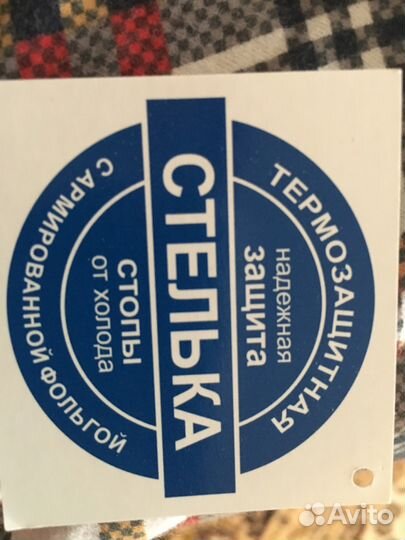 ТЕРМОЗАЩИТНАЯ
надежная
защита
СТЕЛЬКА
стопы
от холода
С АРМИРОВАННОЙ ФОЛЬГОЙ
Avito